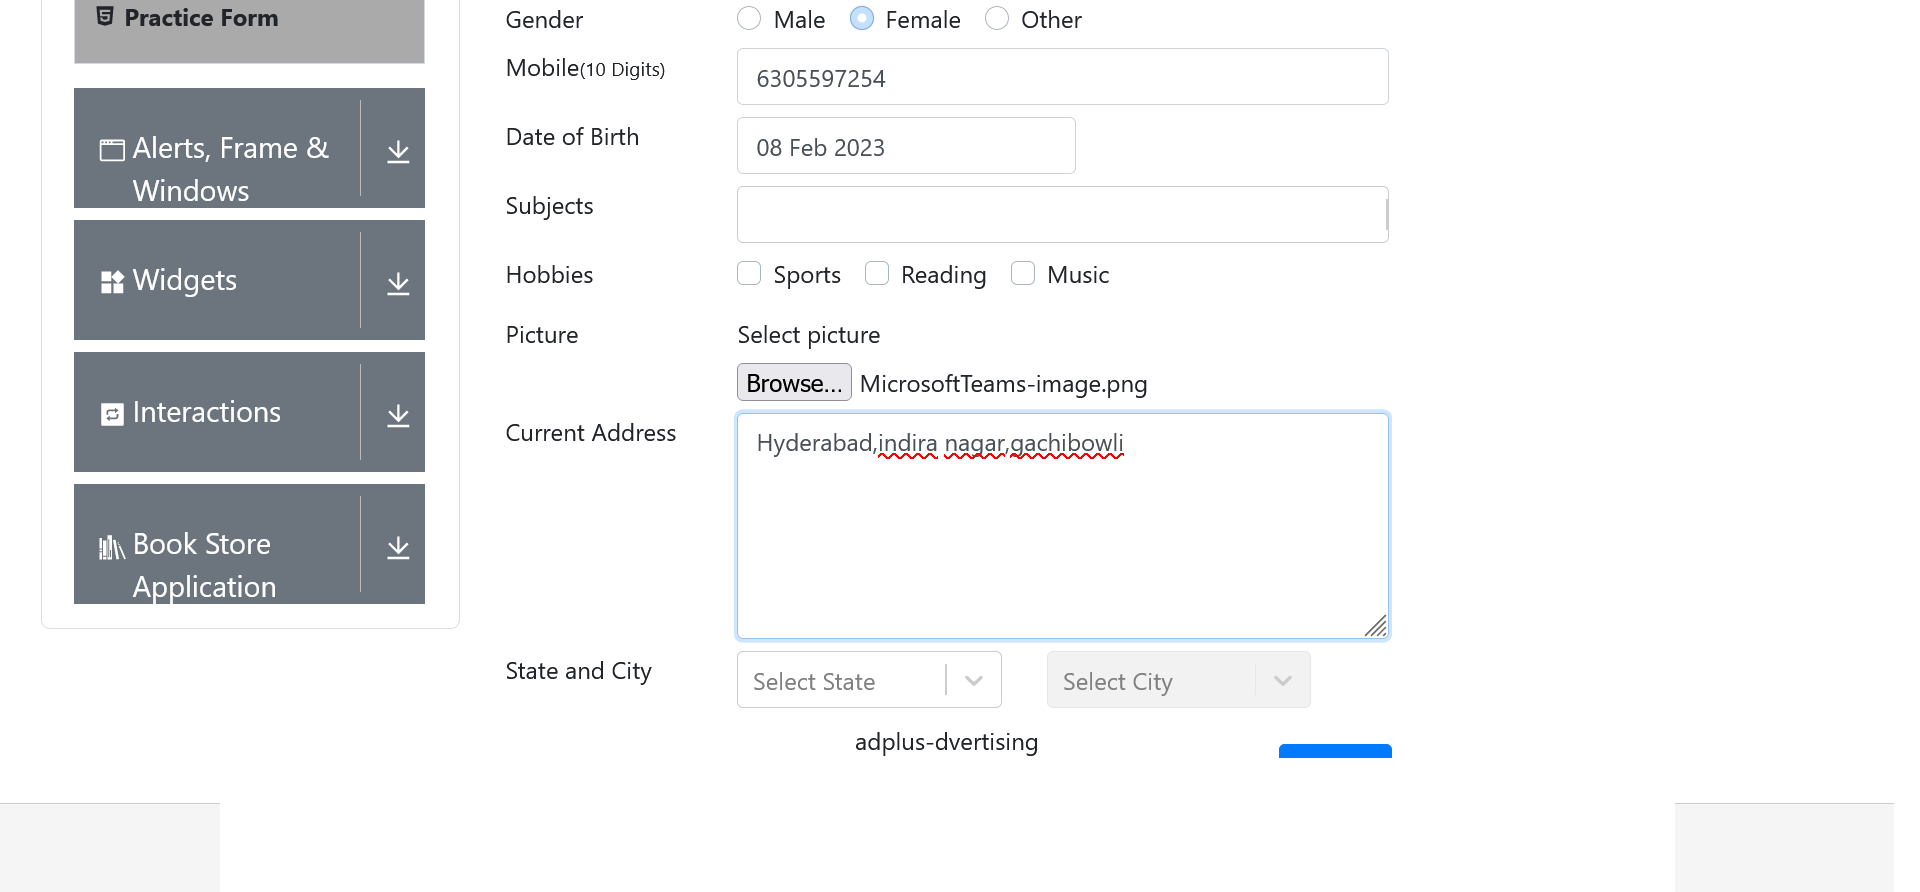 Practice Form
Alerts, Frame &
Windows
Widgets
Interactions
Book Store
Application
Gender Male Female Other
Mobile(10 Digits) 6305597254
Date of Birth 08 Feb 2023
Subjects
Hobbies Sports Reading Music
Picture Select picture
Browse... MicrosoftTeams-image.png
Current Address Hyderabad,indira nagar,gachibowli
State and City Select State Select City
adplus-dvertising